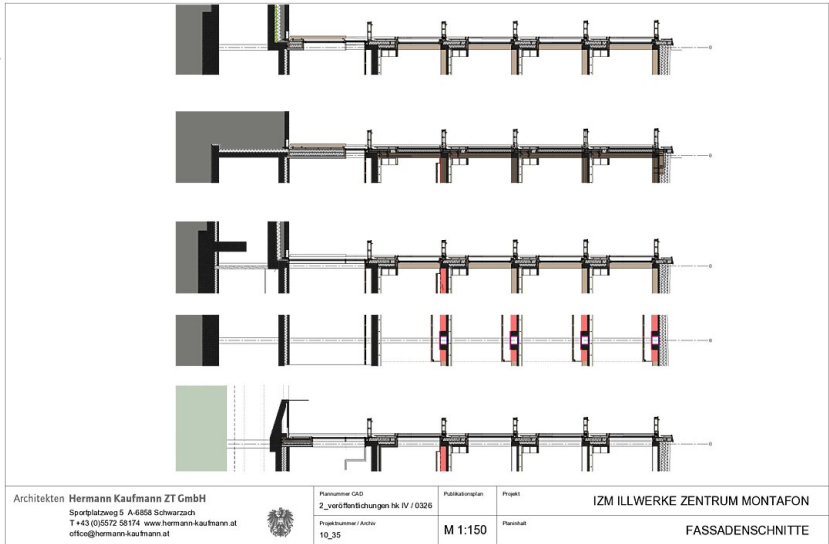 Architekten Hermann Kaufmann ZT GmbH
Sportplatzweg 5 A-6858 Schwarzach
T +43 (0)5572 58174 www.hermann-kaufmann.at
office@hermann-kaufmann.at
Plannummer CAD
2_veröffentlichungen hk IV / 0326
Projektnummer / Archiv
10_35
Publikationsplan
M 1:150
Projekt
IZM ILLWERKE ZENTRUM MONTAFON
Planinhalt
FASSADENSCHNITTE